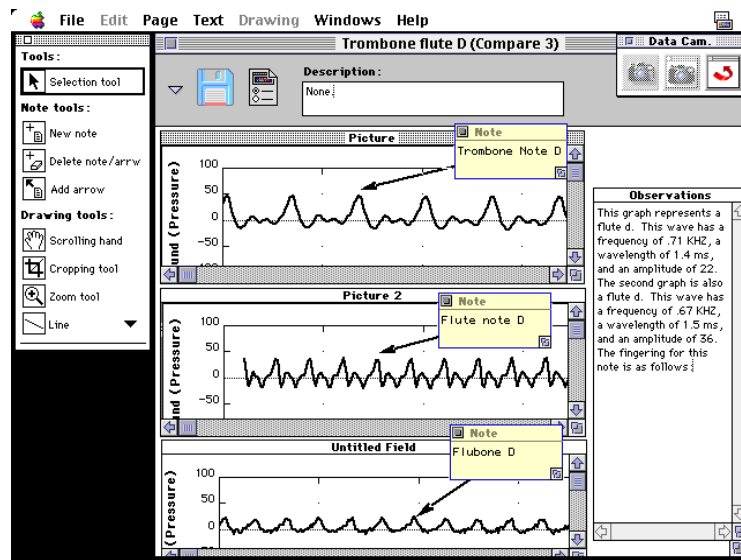 File Edit Page Text Drawing Windows Help
Tools:
Selection tool
Note tools:
New note
Delete note/arrw
Add arrow
Drawing tools:
Scrolling hand
Cropping tool
Zoom tool
Line
Trombone flute D (Compare 3)
Description:
None.
Data Cam.
Picture
Note
Trombone Note D
und (Pressure)
100
50
0
-50
Picture 2
Note
Flute note D
und (Pressure)
100
50
0
-50
Untitled Field
Note
Flubone D
(Pressure)
100
50
0
Observations
This graph represents a
flute d. This wave has a
frequency of .71 KHZ, a
wavelength of 1.4 ms,
and an amplitude of 22.
The second graph is also
a flute d. This wave has
a frequency of .67 KHZ,
a wavelength of 1.5 ms,
and an amplitude of 36.
The fingering for this
note is as follows: